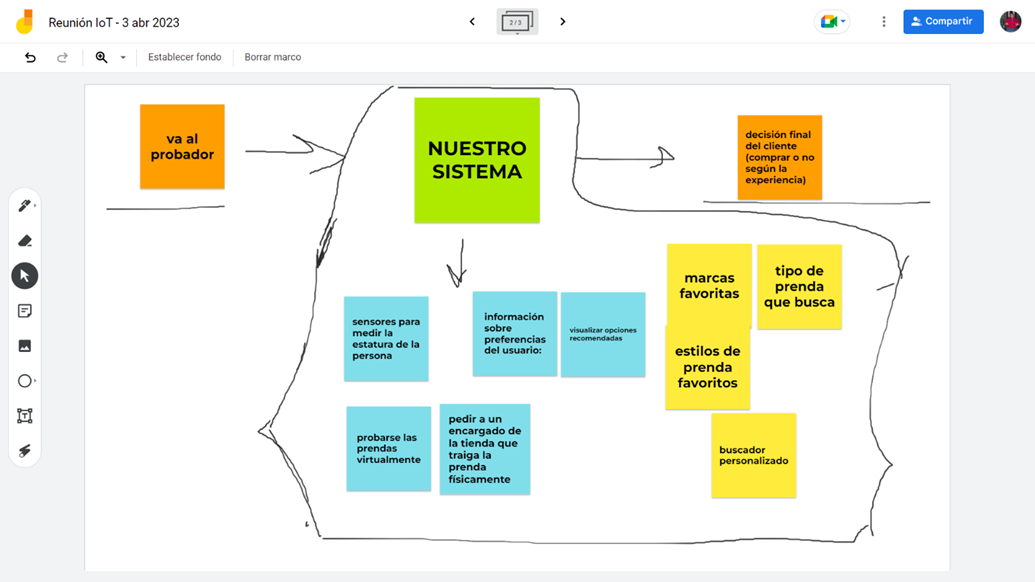 Reunión IoT - 3 abr 2023
2 / 3
Compartir
Establecer fondo
Borrar marco
va al
probador
NUESTRO
SISTEMA
decisión final
del cliente
(comprar o no
según la
experiencia)
sensores para
medir la
estatura de la
persona
información
sobre
preferencias
del usuario:
visualizar opciones
recomendadas
marcas
favoritas
tipo de
prenda
que busca
estilos de
prenda
favoritos
probarse las
prendas
virtualmente
pedir a un
encargado de
la tienda que
traiga la
prenda
físicamente
buscador
personalizado